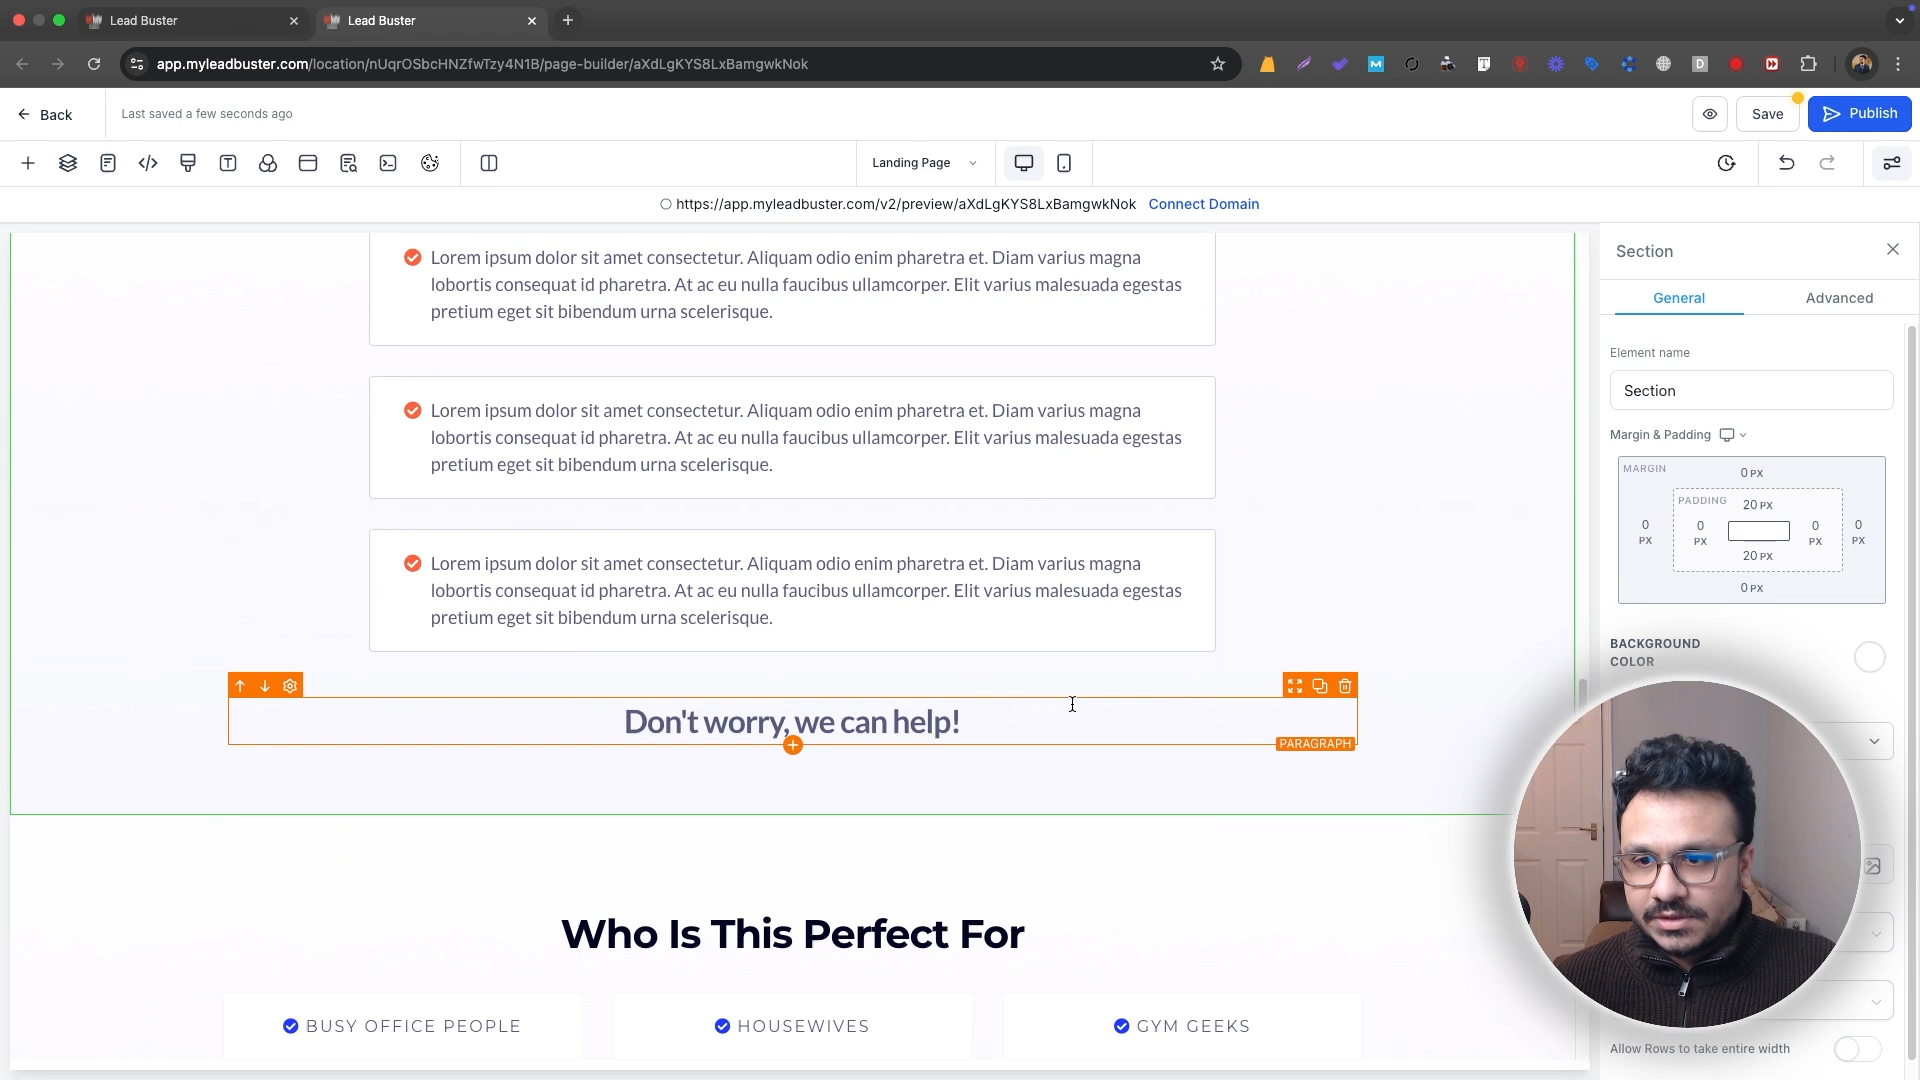 Lead Buster
Lead Buster
app.myleadbuster.com/location/nUqrOSbcHNZfwTzy4N1B/page-builder/aXdLgKYS8LxBamgwkNok
Back
Last saved a few seconds ago
Save
Publish
Landing Page
https://app.myleadbuster.com/v2/preview/aXdLgKYS8LxBamgwkNok Connect Domain
Lorem ipsum dolor sit amet consectetur. Aliquam odio enim pharetra et. Diam varius magna
lobortis consequat id pharetra. At ac eu nulla faucibus ullamcorper. Elit varius malesuada egestas
pretium eget sit bibendum urna scelerisque.
Lorem ipsum dolor sit amet consectetur. Aliquam odio enim pharetra et. Diam varius magna
lobortis consequat id pharetra. At ac eu nulla faucibus ullamcorper. Elit varius malesuada egestas
pretium eget sit bibendum urna scelerisque.
Lorem ipsum dolor sit amet consectetur. Aliquam odio enim pharetra et. Diam varius magna
lobortis consequat id pharetra. At ac eu nulla faucibus ullamcorper. Elit varius malesuada egestas
pretium eget sit bibendum urna scelerisque.
Don't worry, we can help!
PARAGRAPH
Who Is This Perfect For
BUSY OFFICE PEOPLE
HOUSEWIVES
GYM GEEKS
Section
General
Advanced
Element name
Section
Margin & Padding
MARGIN
0 PX
PADDING
20 PX
0 PX
0 PX
0 PX
0 PX
20 PX
0 PX
BACKGROUND
COLOR
Allow Rows to take entire width